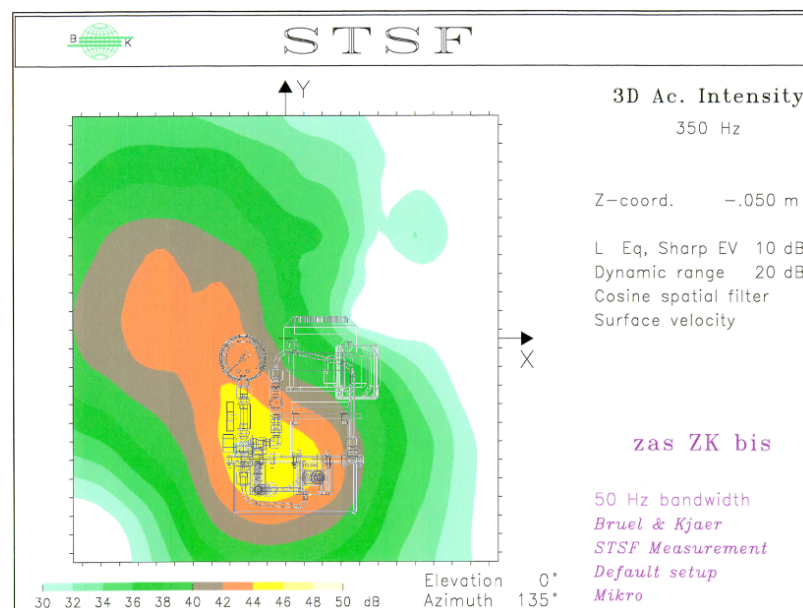 B K
STSF
Y
3D Ac. Intensity
350 Hz
Z-coord. -.050 m
L Eq, Sharp EV 10 dB
Dynamic range 20 dB
Cosine spatial filter
Surface velocity
X
zas ZK bis
50 Hz bandwidth
Bruel & Kjaer
STSF Measurement
Default setup
Mikro
Elevation 0°
Azimuth 135°
30 32 34 36 38 40 42 44 46 48 50 dB